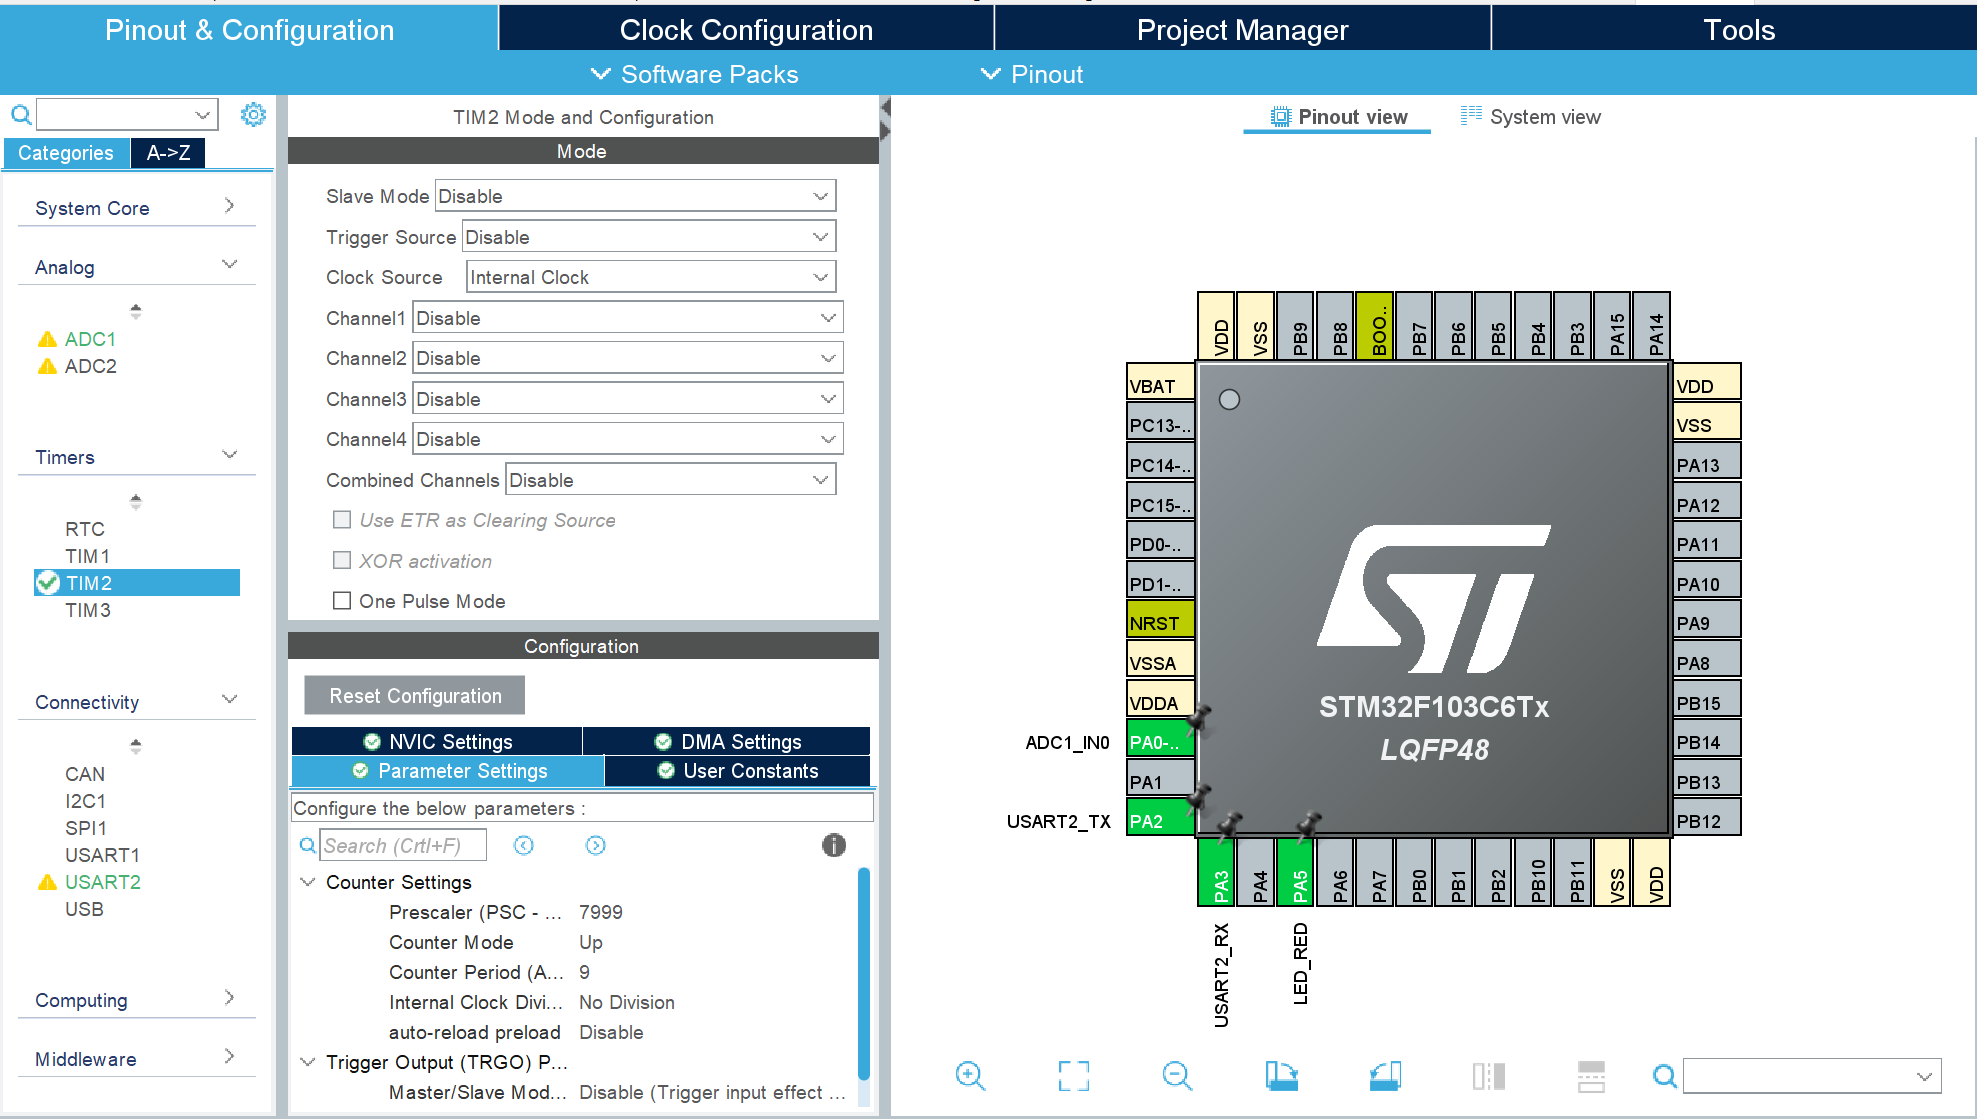 Pinout & Configuration
Clock Configuration
Project Manager
Tools
Software Packs
Pinout
Categories
A->Z
System Core
Analog
ADC1
ADC2
Timers
RTC
TIM1
TIM2
TIM3
Connectivity
CAN
I2C1
SPI1
USART1
USART2
USB
Computing
Middleware
TIM2 Mode and Configuration
Mode
Slave Mode Disable
Trigger Source Disable
Clock Source Internal Clock
Channel1 Disable
Channel2 Disable
Channel3 Disable
Channel4 Disable
Combined Channels Disable
Use ETR as Clearing Source
XOR activation
One Pulse Mode
Configuration
Reset Configuration
NVIC Settings
DMA Settings
Parameter Settings
User Constants
Configure the below parameters :
Search (CrtI+F)
Counter Settings
Prescaler (PSC - ... 7999
Counter Mode Up
Counter Period (A... 9
Internal Clock Divi... No Division
auto-reload preload Disable
Trigger Output (TRGO) P...
Master/Slave Mod... Disable (Trigger input effect ...
Pinout view
System view
VDD
VSS
PB9
PB8
BOO..
PB7
PB6
PB5
PB4
PB3
PA15
PA14
VBAT
PC13-..
PC14-..
PC15-..
PD0-..
PD1-..
NRST
VSSA
VDDA
ADC1_IN0 PA0-..
PA1
USART2_TX PA2
ST
STM32F103C6Tx
LQFP48
VDD
VSS
PA13
PA12
PA11
PA10
PA9
PA8
PB15
PB14
PB13
PB12
PA3
PA4
PA5
PA6
PA7
PB0
PB1
PB2
PB10
PB11
VSS
VDD
USART2_RX
LED_RED